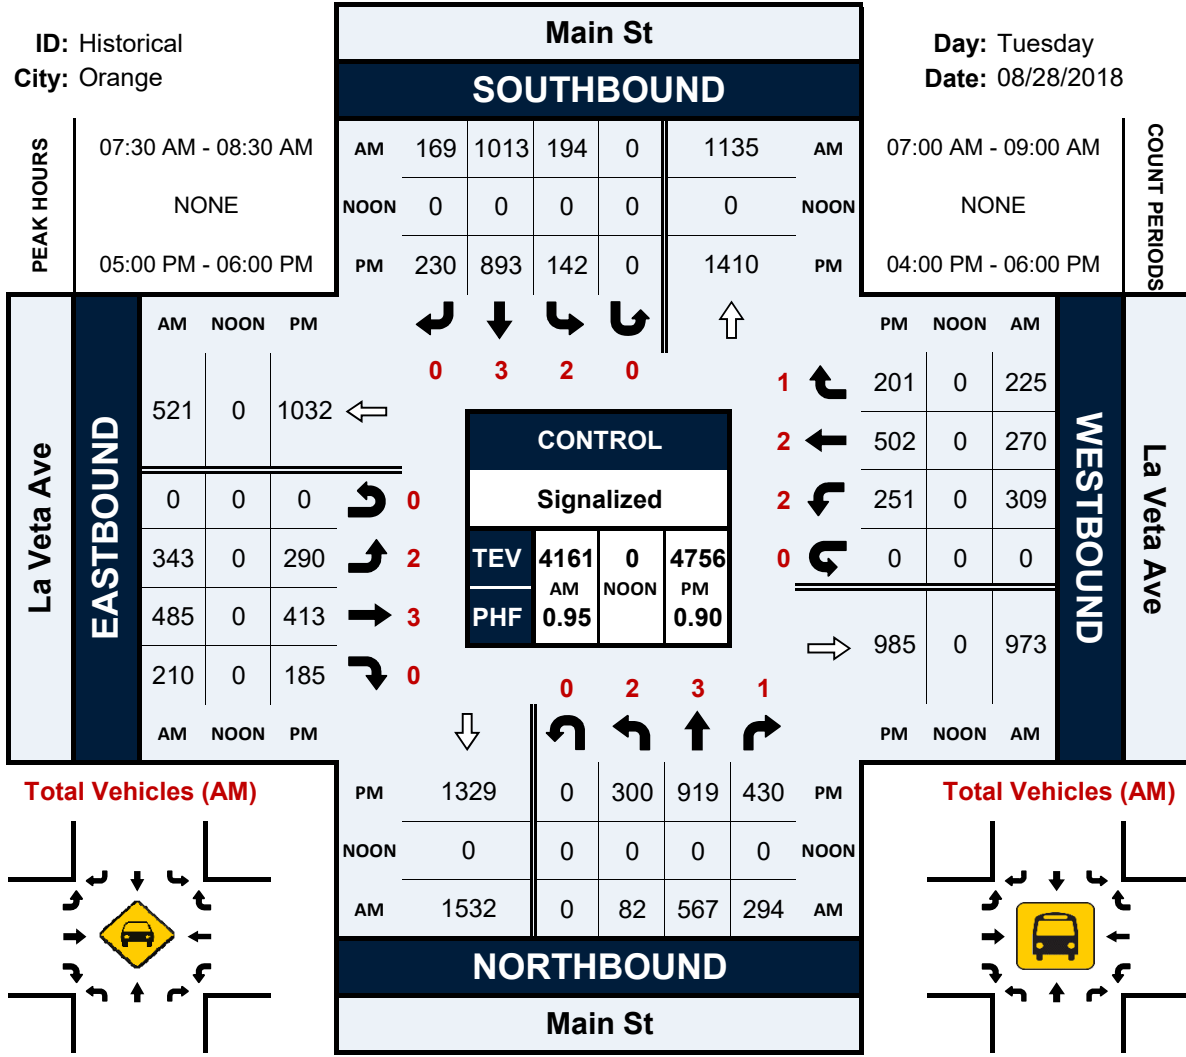 Main St
SOUTHBOUND
ID: Historical
City: Orange
Day: Tuesday
Date: 08/28/2018
PEAK HOURS
07:30 AM - 08:30 AM
NONE
05:00 PM - 06:00 PM
AM 169 1013 194 0 1135 AM
NOON 0 0 0 0 0 NOON
PM 230 893 142 0 1410 PM
07:00 AM - 09:00 AM
NONE
04:00 PM - 06:00 PM
COUNT PERIODS
0 3 2 0
La Veta Ave
EASTBOUND
AM NOON PM
521 0 1032
0 0 0 0
343 0 290 2
485 0 413 3
210 0 185 0
AM NOON PM
CONTROL
Signalized
TEV 4161 0 4756
AM NOON PM
PHF 0.95 0.90
PM NOON AM
1 201 0 225
2 502 0 270
2 251 0 309
0 0 0 0
985 0 973
PM NOON AM
WESTBOUND
La Veta Ave
0 2 3 1
PM 1329 0 300 919 430 PM
NOON 0 0 0 0 0 NOON
AM 1532 0 82 567 294 AM
NORTHBOUND
Main St
Total Vehicles (AM)
Total Vehicles (AM)